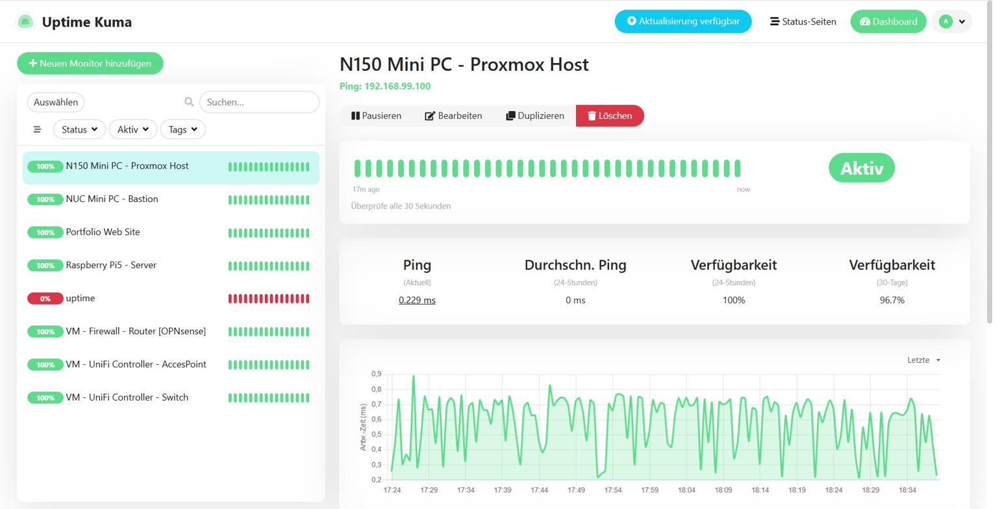 Uptime Kuma
Aktualisierung verfügbar
Status-Seiten
Dashboard
A
Neuen Monitor hinzufügen
Auswählen
Suchen...
Status
Aktiv
Tags
100% N150 Mini PC - Proxmox Host
100% NUC Mini PC - Bastion
100% Portfolio Web Site
100% Raspberry Pi5 - Server
0% uptime
100% VM - Firewall - Router [OPNsense]
100% VM - UniFi Controller - AccesPoint
100% VM - UniFi Controller - Switch
N150 Mini PC - Proxmox Host
Ping: 192.168.99.100
Pausieren
Bearbeiten
Duplizieren
Löschen
Aktiv
17m ago
now
Überprüfe alle 30 Sekunden
Ping
(Aktuell)
0.229 ms
Durchschn. Ping
(24-Stunden)
0 ms
Verfügbarkeit
(24-Stunden)
100%
Verfügbarkeit
(30-Tage)
96.7%
Letzte
Antw.-Zeit (ms)
0,9
0,8
0,7
0,6
0,5
0,4
0,3
0,2
17:24 17:29 17:34 17:39 17:44 17:49 17:54 17:59 18:04 18:09 18:14 18:19 18:24 18:29 18:34